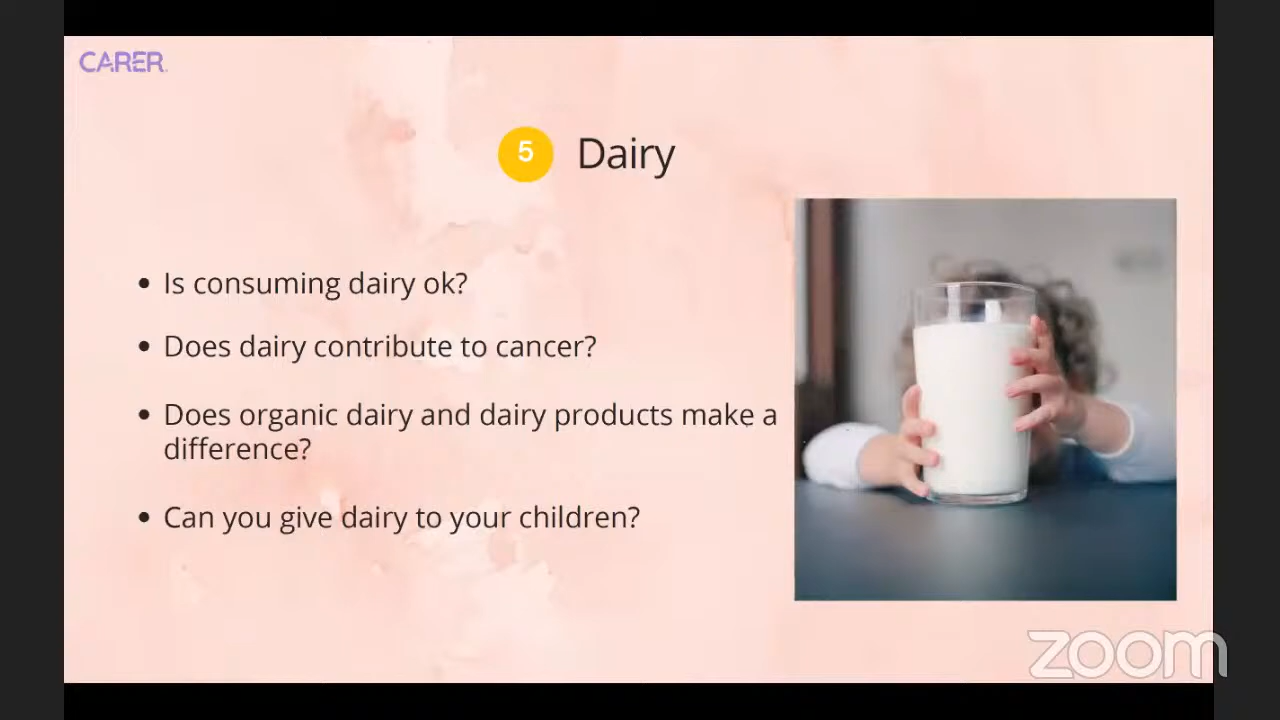 CARER
5 Dairy
• Is consuming dairy ok?
• Does dairy contribute to cancer?
• Does organic dairy and dairy products make a
difference?
• Can you give dairy to your children?
zoom